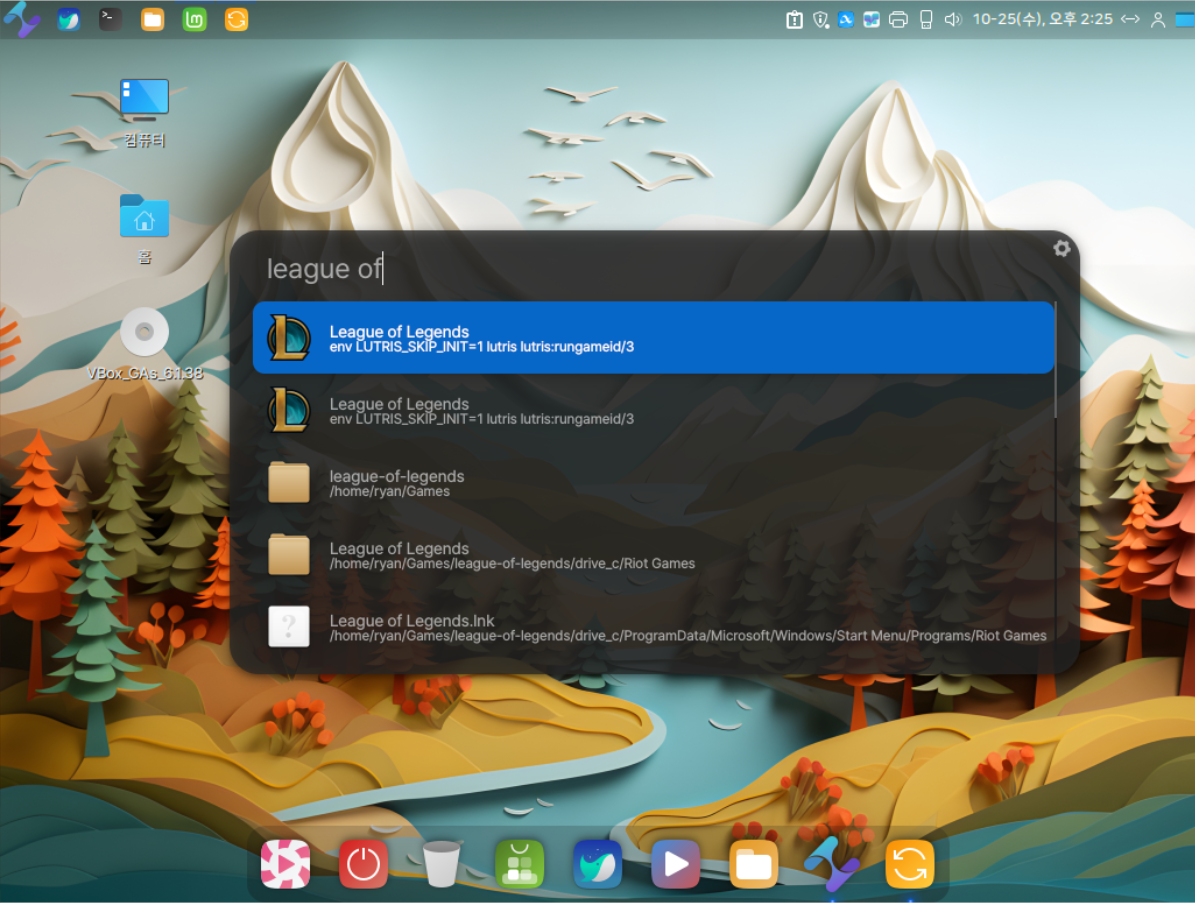 10-25(수), 오후 2:25
컴퓨터
홈
VBox_GAs_6.1.38
league of
League of Legends
env LUTRIS_SKIP_INIT=1 lutris lutris:rungameid/3
League of Legends
env LUTRIS_SKIP_INIT=1 lutris lutris:rungameid/3
league-of-legends
/home/ryan/Games
League of Legends
/home/ryan/Games/league-of-legends/drive_c/Riot Games
League of Legends.lnk
/home/ryan/Games/league-of-legends/drive_c/ProgramData/Microsoft/Windows/Start Menu/Programs/Riot Games